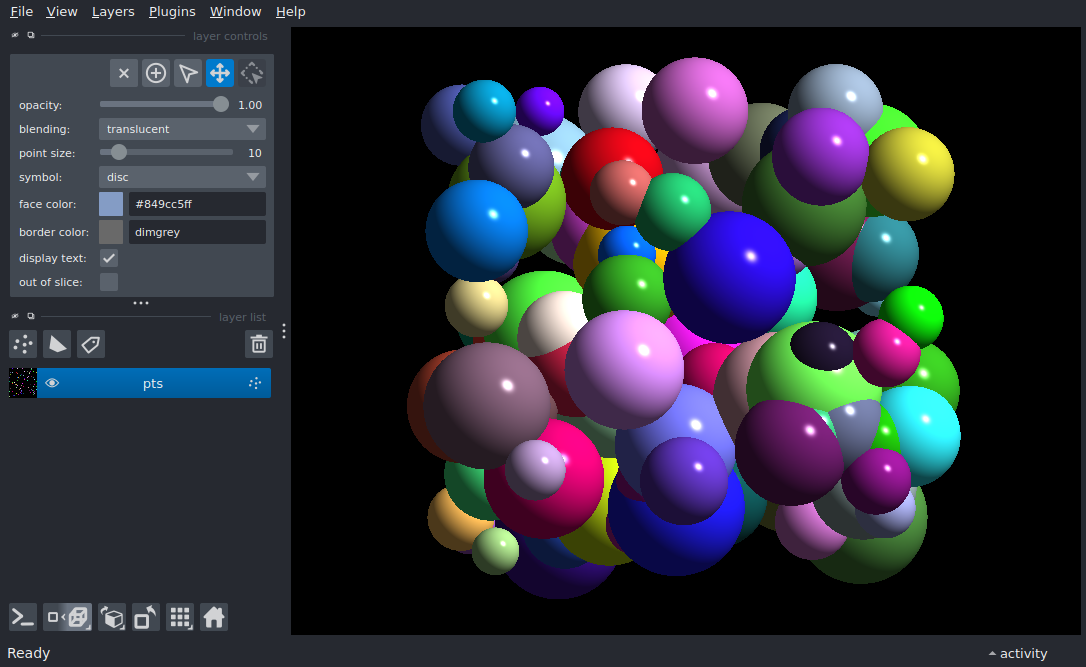 File View Layers Plugins Window Help
layer controls
opacity: 1.00
blending: translucent
point size: 10
symbol: disc
face color: #849cc5ff
border color: dimgrey
display text:
out of slice:
layer list
pts
Ready activity